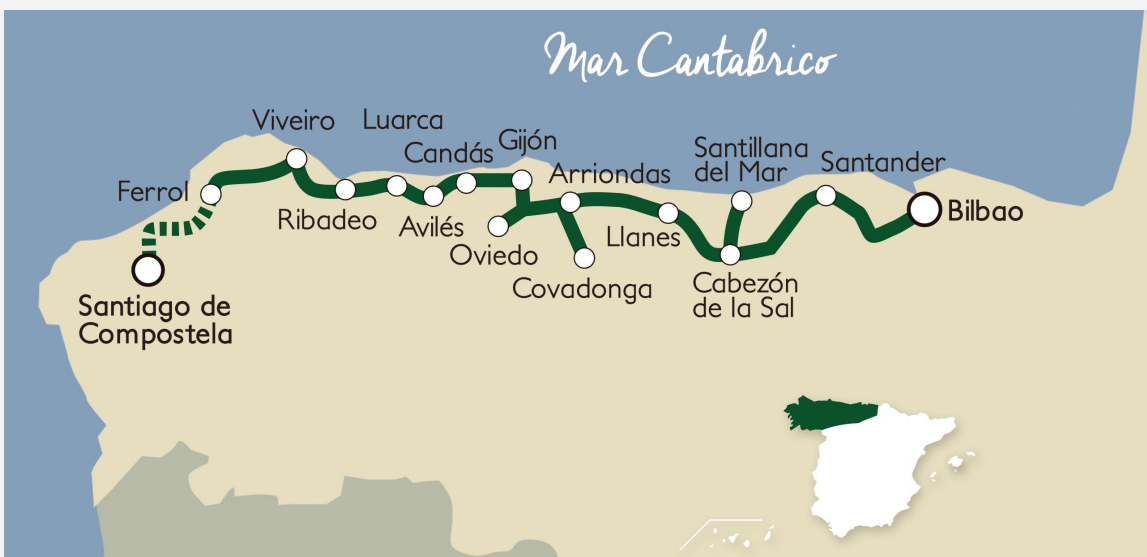 Mar Cantabrico
Viveiro
Luarca
Candás
Gijón
Santillana
del Mar
Santander
Ferrol
Arriondas
Ribadeo
Avilés
Llanes
Bilbao
Oviedo
Covadonga
Cabezón
de la Sal
Santiago de
Compostela